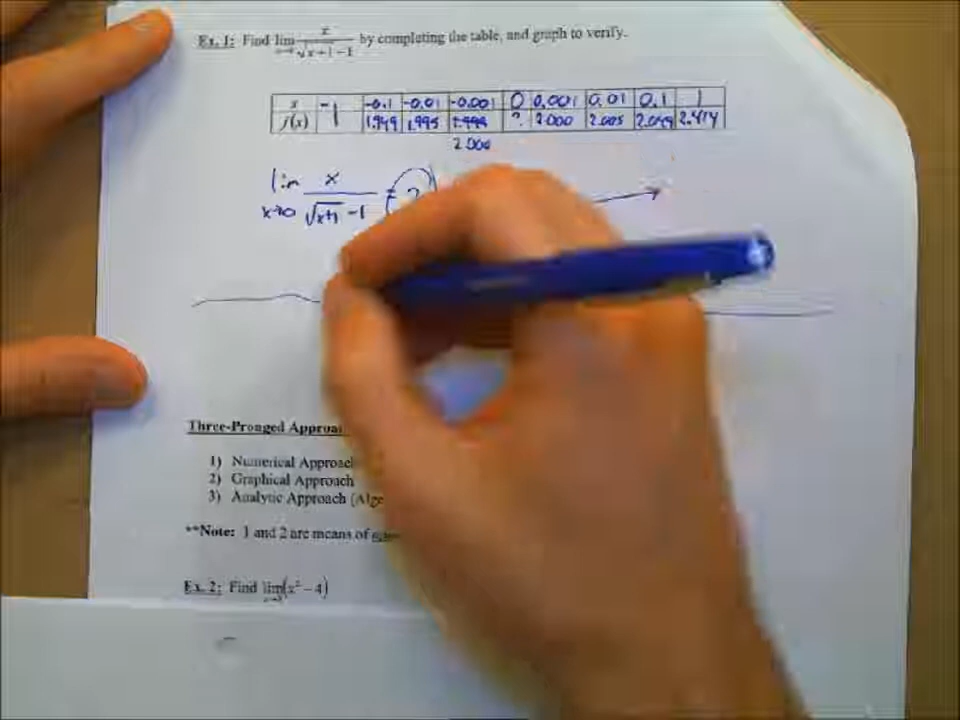 Ex. 1: Find lim x→0 x/√x+1−1 by completing the table, and graph to verify.
x -1 -0.1 -0.01 -0.001 0 0.001 0.01 0.1 1
f(x) 1.949 1.995 1.999 ? 2.000 2.005 2.049 2.414
2.000
lim x→0 x/√x+1 -1 = 2
Three-Pronged
1) Numerical Approach
2) Graphical Approach
3) Analytic Approach
**Note: 1 and 2 are means of
Ex. 2: Find lim (x² − 4)